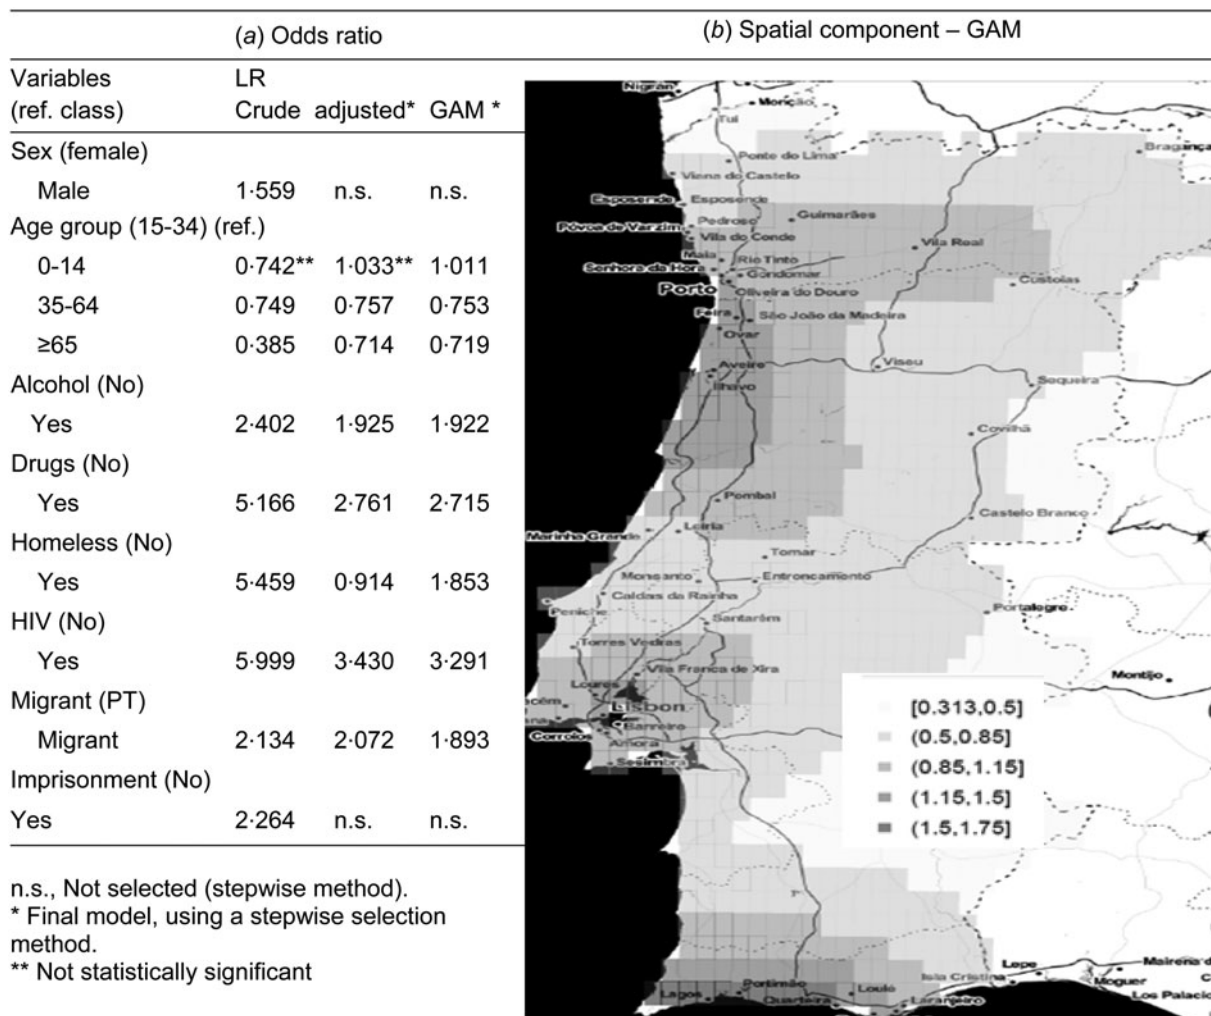 (a) Odds ratio
(b) Spatial component – GAM
Variables LR
(ref. class) Crude adjusted* GAM *
Sex (female)
Male 1·559 n.s. n.s.
Age group (15-34) (ref.)
0-14 0·742** 1·033** 1·011
35-64 0·749 0·757 0·753
≥65 0·385 0·714 0·719
Alcohol (No)
Yes 2·402 1·925 1·922
Drugs (No)
Yes 5·166 2·761 2·715
Homeless (No)
Yes 5·459 0·914 1·853
HIV (No)
Yes 5·999 3·430 3·291
Migrant (PT)
Migrant 2·134 2·072 1·893
Imprisonment (No)
Yes 2·264 n.s. n.s.
n.s., Not selected (stepwise method).
* Final model, using a stepwise selection
method.
** Not statistically significant
Nigran
Monção
Tui
Bragança
Ponte do Lima
Viana do Castelo
Esposende Esposende
Guimarães
Pedroso
Póvoa de Varzim
Vila do Conde
Vila Real
Maia
Rio Tinto
Senhora da Hora
Gondomar
Custoias
Porto
Oliveira do Douro
Feira
São João da Madeira
Ovar
Aveiro
Viseu
Ilhavo
Sequeira
Covilhã
Pombal
Castelo Branco
Leiria
Marinha Grande
Tomar
Monsanto
Entroncamento
Caldas da Rainha
Peniche
Portalegre
Santarém
Torres Vedras
Vila Franca de Xira
Montijo
Loures
acém
Lisbon
ena
Barreiro
Corroios
Amora
Sesimbra
[0.313,0.5]
(0.5,0.85]
(0.85,1.15]
(1.15,1.5]
(1.5,1.75]
Lepe
Mairena d
Isla Cristina
Moguer
Portimão
Loulé
Lagos
Quarteira
Laranjeiro
Los Palacio